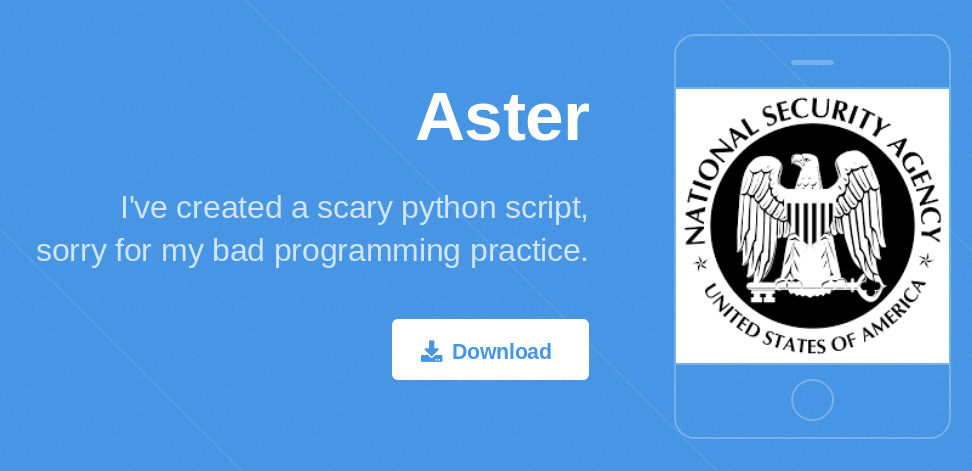 Aster
I've created a scary python script,
sorry for my bad programming practice.
Download
NATIONAL SECURITY AGENCY
UNITED STATES OF AMERICA